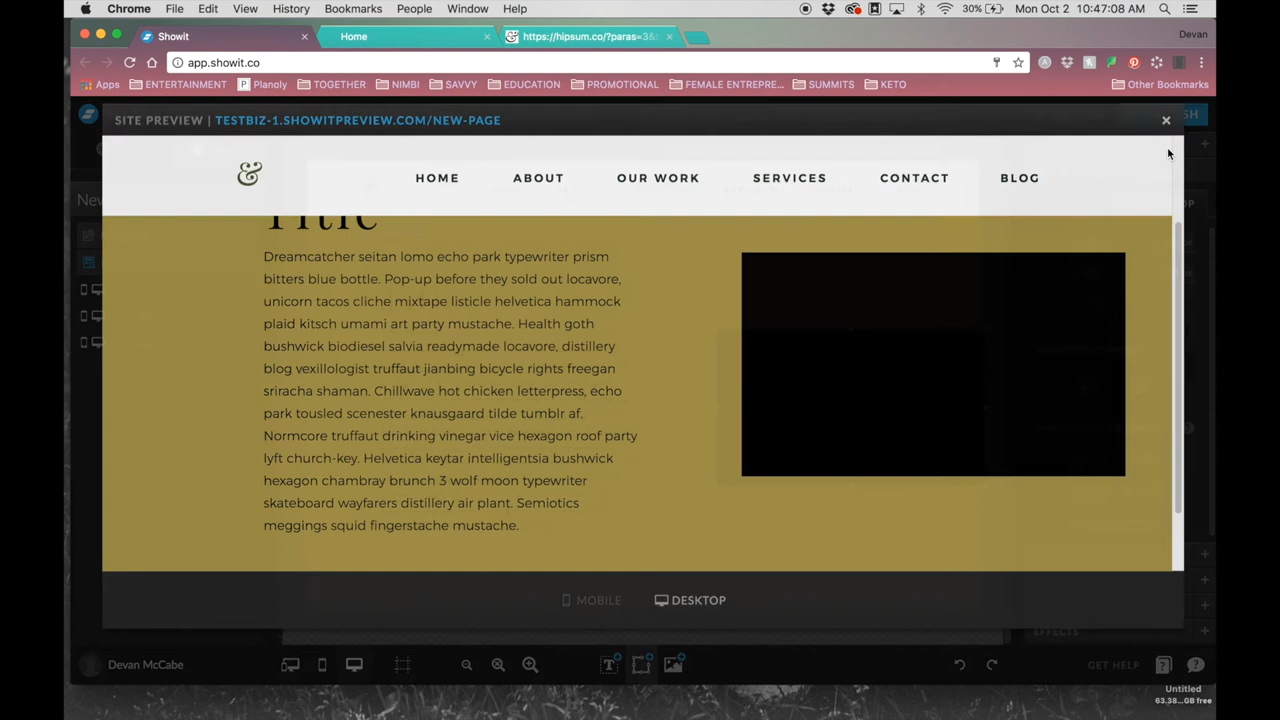 Chrome File Edit View History Bookmarks People Window Help 30% Mon Oct 2 10:47:08 AM
Showit Home https://hipsum.co/?paras=3& Devan
app.showit.co
Apps ENTERTAINMENT Planoly TOGETHER NIMBI SAVVY EDUCATION PROMOTIONAL FEMALE ENTREPRE... SUMMITS KETO Other Bookmarks
SITE PREVIEW | TESTBIZ-1.SHOWITPREVIEW.COM/NEW-PAGE
& HOME ABOUT OUR WORK SERVICES CONTACT BLOG
Title
Dreamcatcher seitan lomo echo park typewriter prism
bitters blue bottle. Pop-up before they sold out locavore,
unicorn tacos cliche mixtape listicle helvetica hammock
plaid kitsch umami art party mustache. Health goth
bushwick biodiesel salvia readymade locavore, distillery
blog vexillologist truffaut jianbing bicycle rights freegan
sriracha shaman. Chillwave hot chicken letterpress, echo
park tousled scenester knausgaard tilde tumblr af.
Normcore truffaut drinking vinegar vice hexagon roof party
lyft church-key. Helvetica keytar intelligentsia bushwick
hexagon chambray brunch 3 wolf moon typewriter
skateboard wayfarers distillery air plant. Semiotics
meggings squid fingerstache mustache.
MOBILE DESKTOP
EFFECTS
Devan McCabe T GET HELP
Untitled
63.38...GB free